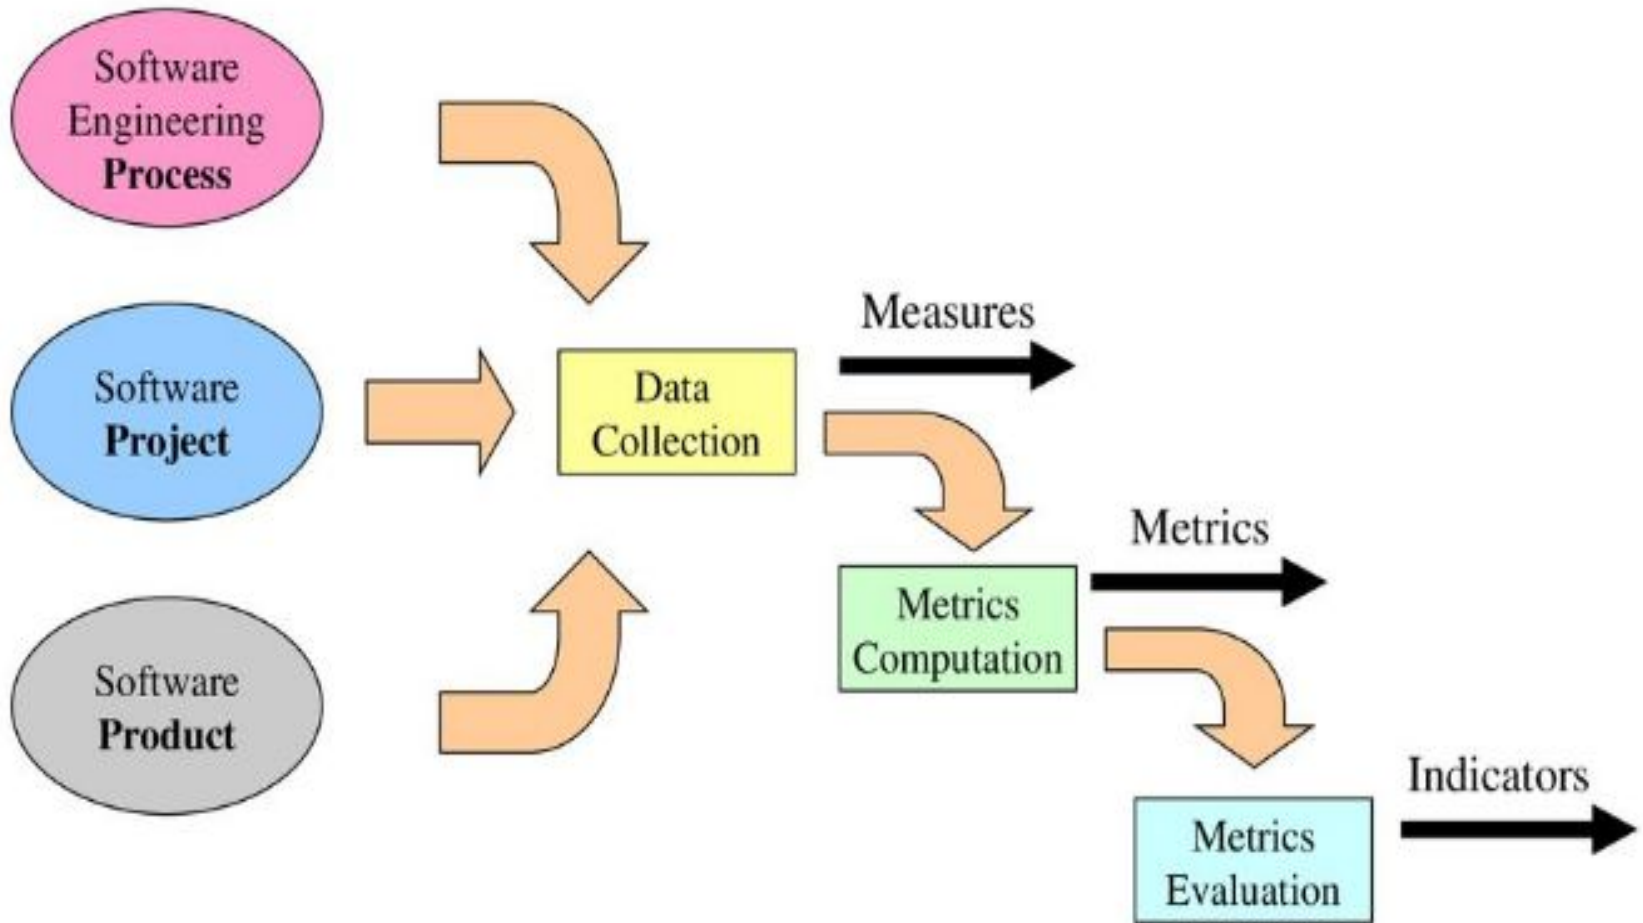 Software
Engineering
Process
Software
Project
Software
Product
Data
Collection
Measures
Metrics
Computation
Metrics
Metrics
Evaluation
Indicators